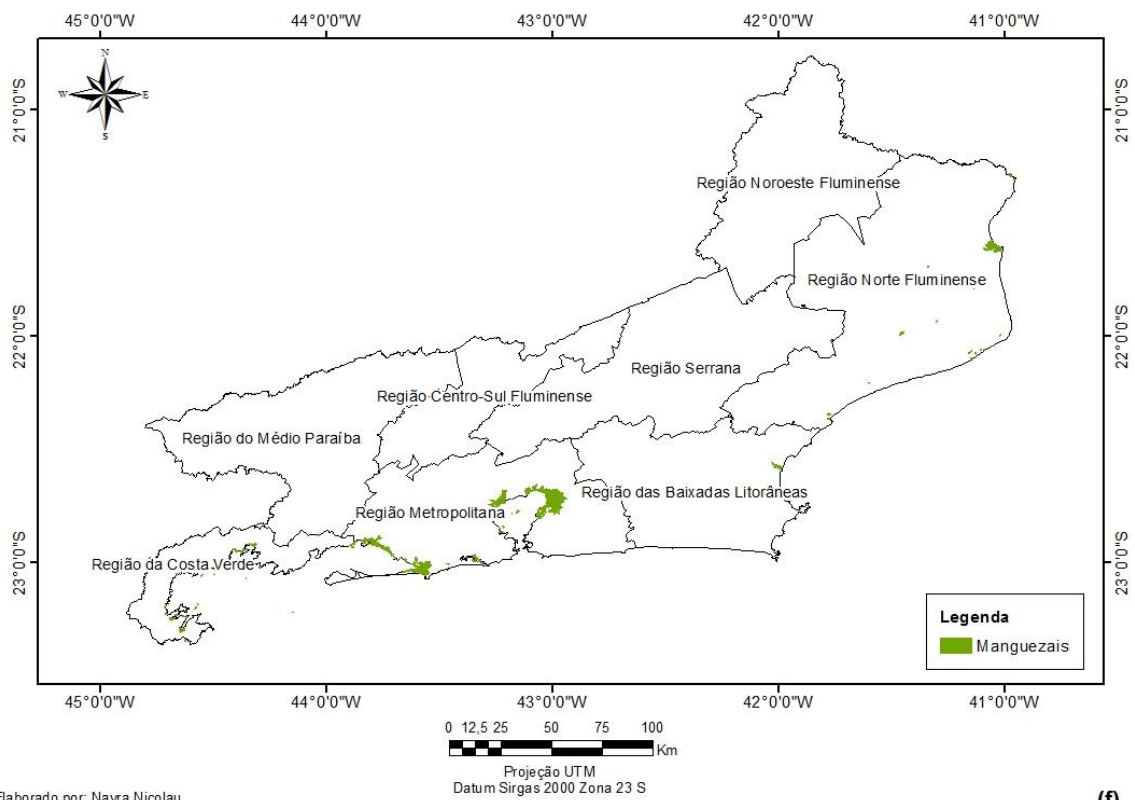 45°0'0"W 44°0'0"W 43°0'0"W 42°0'0"W 41°0'0"W
N
W E
S
21°0'0"S 21°0'0"S
Região Noroeste Fluminense
Região Norte Fluminense
22°0'0"S 22°0'0"S
Região Serrana
Região Centro-Sul Fluminense
Região do Médio Paraíba
Região das Baixadas Litorâneas
Região Metropolitana
Região da Costa Verde
23°0'0"S 23°0'0"S
Legenda
Manguezais
45°0'0"W 44°0'0"W 43°0'0"W 42°0'0"W 41°0'0"W
0 12,5 25 50 75 100
Km
Projeção UTM
Datum Sirgas 2000 Zona 23 S
Elaborado por: Nayra Nicolau
(f)